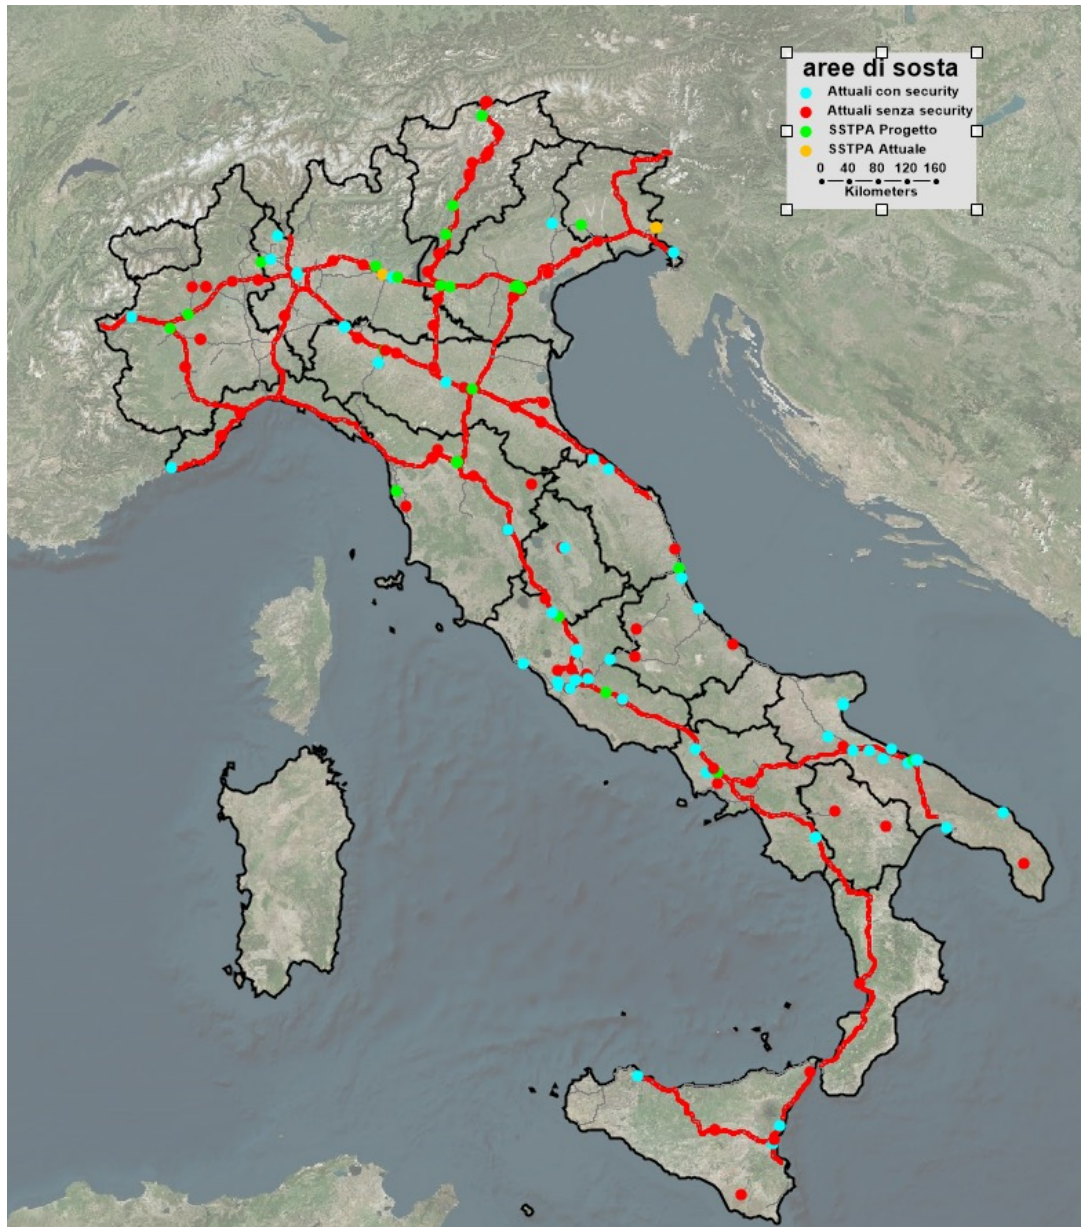 aree di sosta
Attuali con security
Attuali senza security
SSTPA Progetto
SSTPA Attuale
0 40 80 120 160
Kilometers